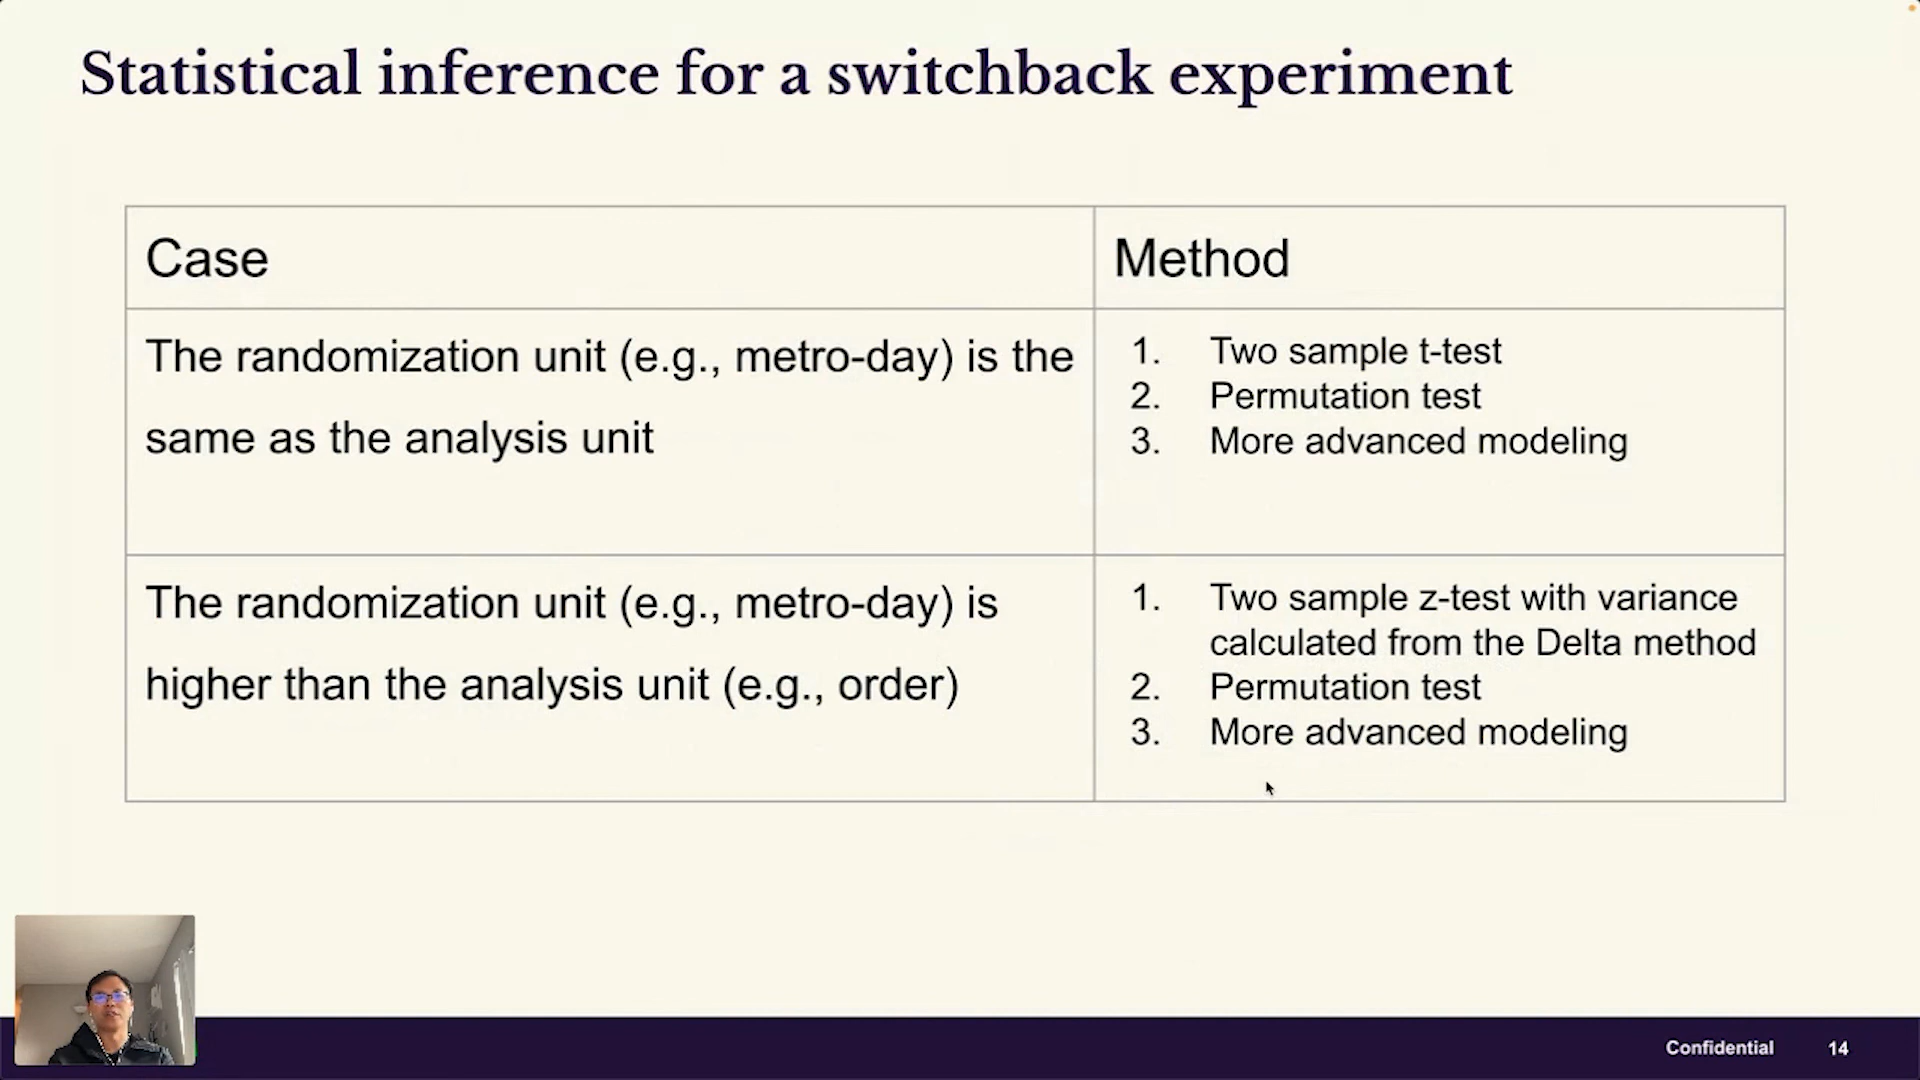 Statistical inference for a switchback experiment
Case
Method
The randomization unit (e.g., metro-day) is the
same as the analysis unit
1. Two sample t-test
2. Permutation test
3. More advanced modeling
The randomization unit (e.g., metro-day) is
higher than the analysis unit (e.g., order)
1. Two sample z-test with variance
calculated from the Delta method
2. Permutation test
3. More advanced modeling
Confidential
14